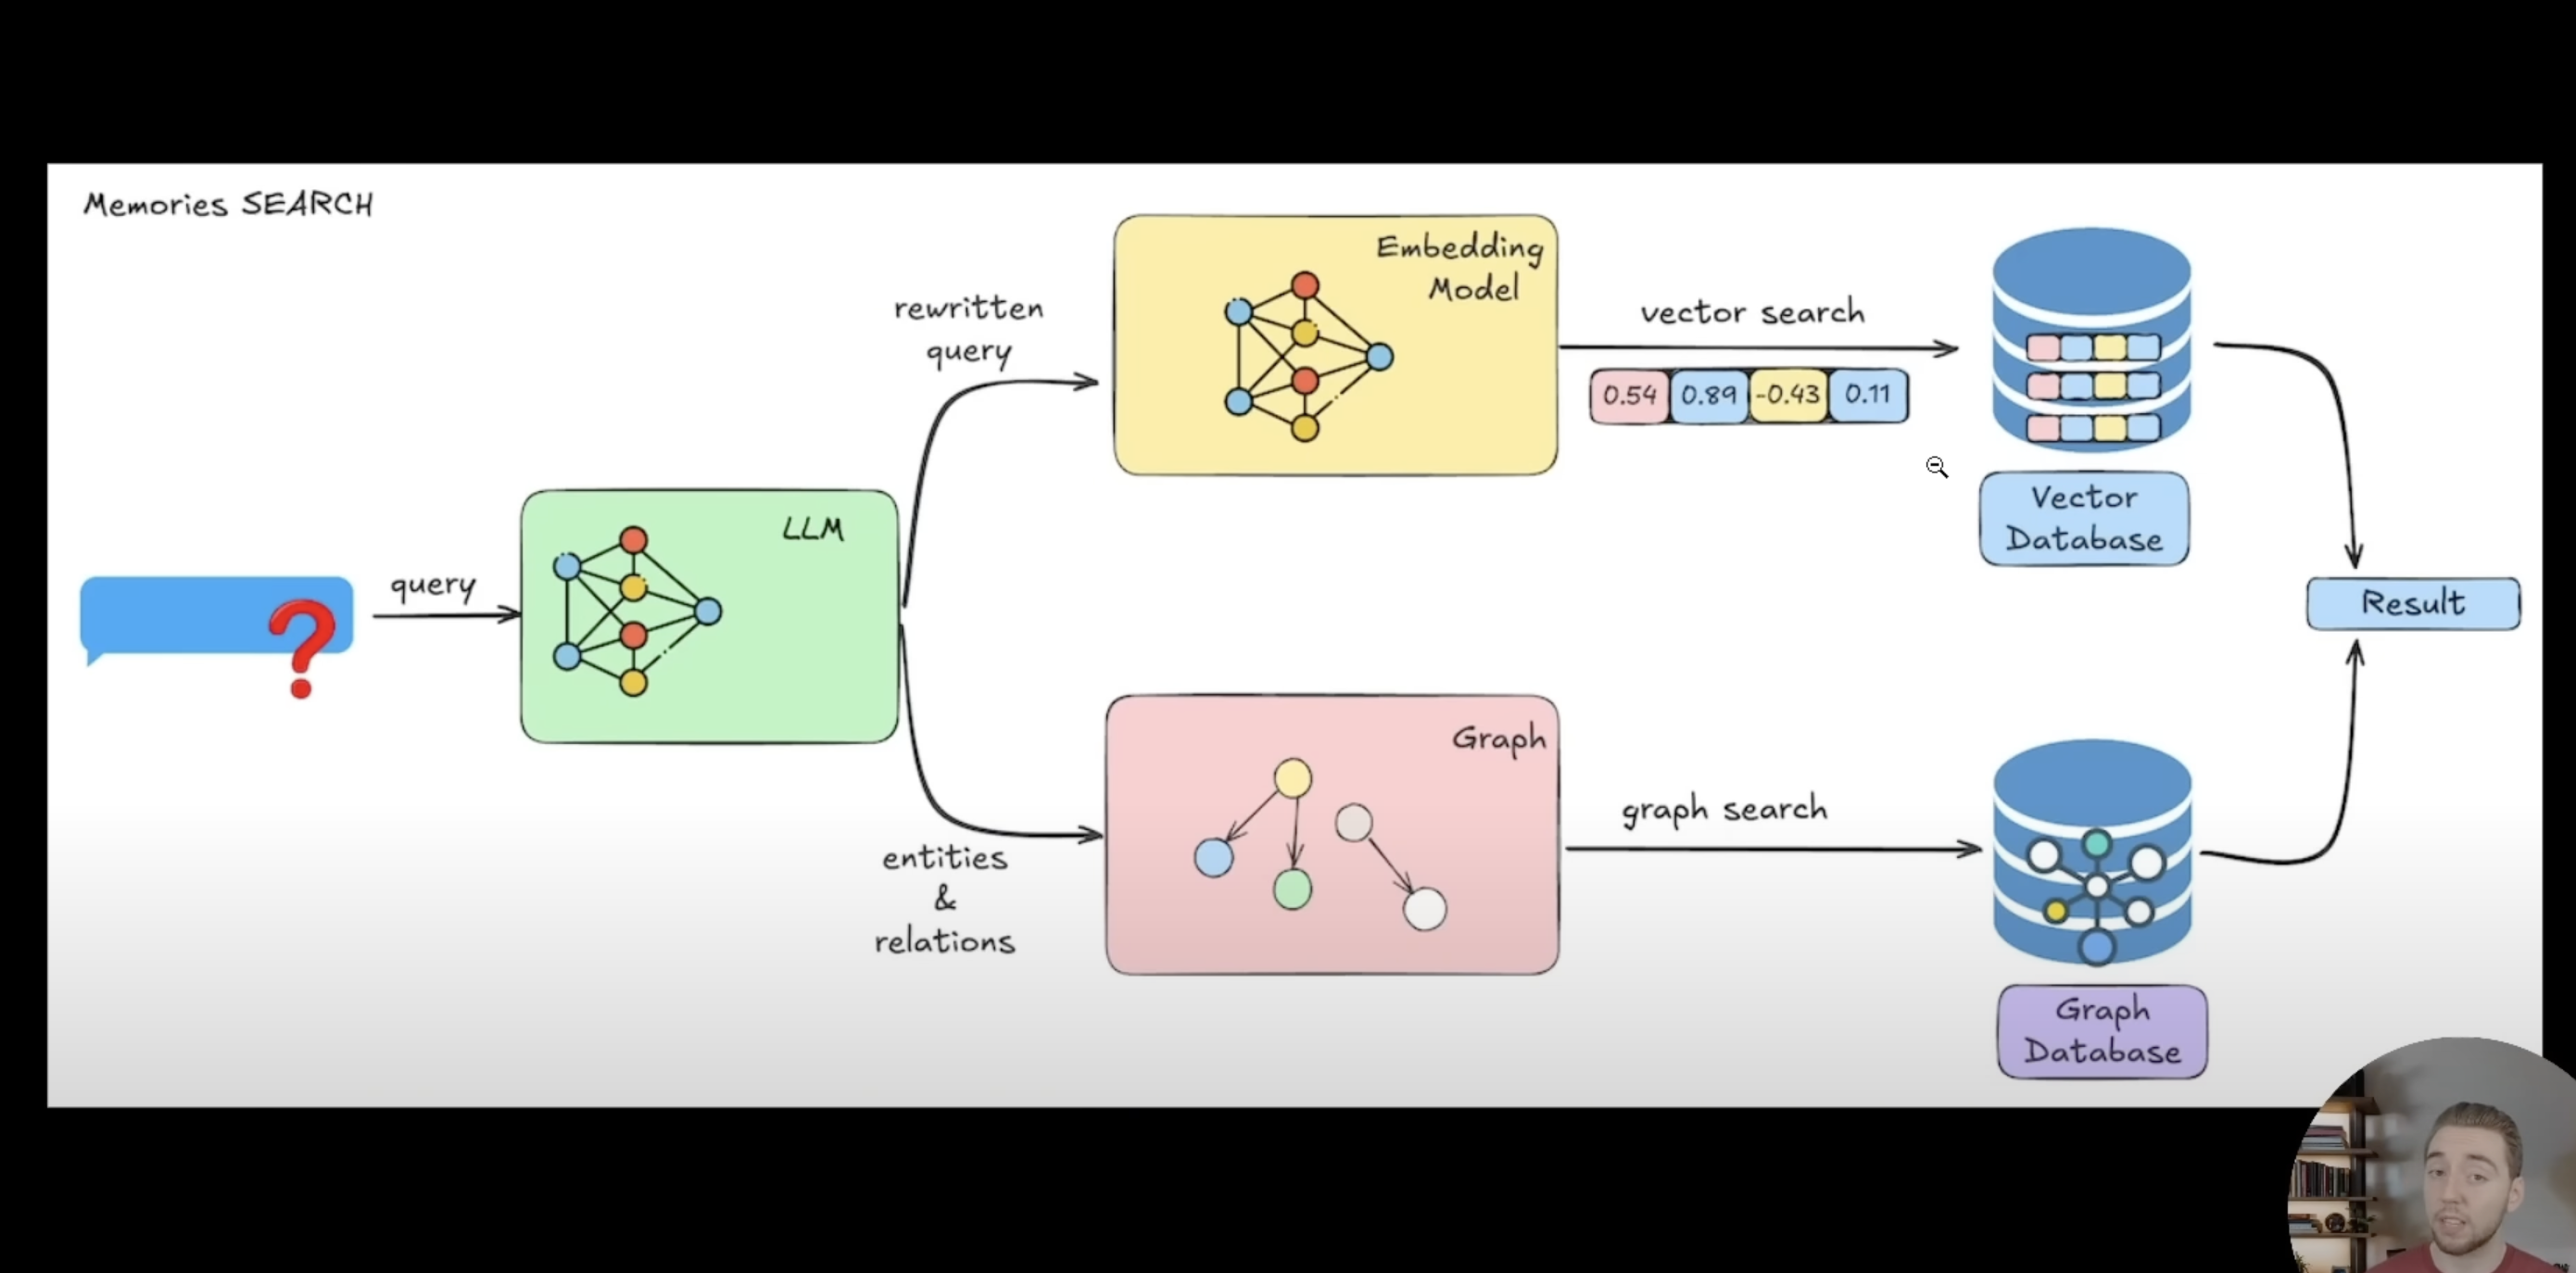 Memories SEARCH
query
LLM
rewritten
query
Embedding
Model
vector search
0.54 0.89 -0.43 0.11
Vector
Database
entities
&
relations
Graph
graph search
Graph
Database
Result